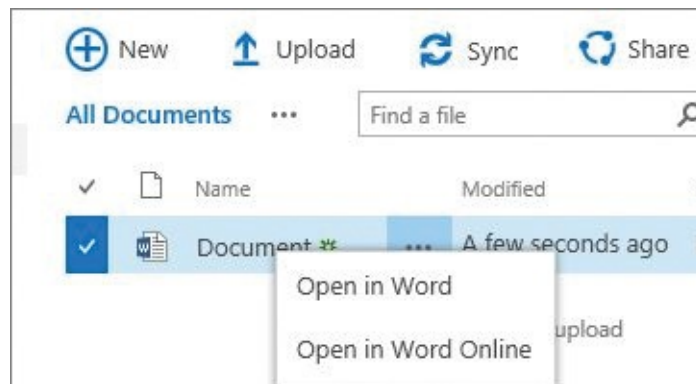 New Upload Sync Share
All Documents ... Find a file
Name Modified
Document ... A few seconds ago
Open in Word
upload
Open in Word Online